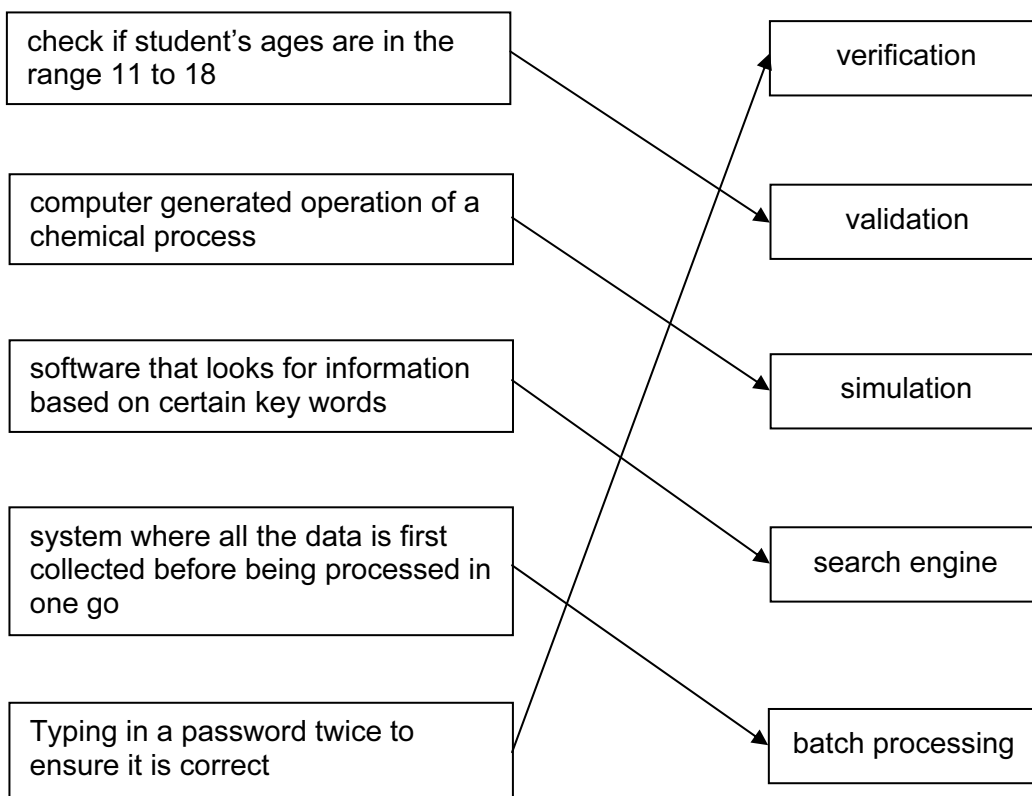 check if student’s ages are in the
range 11 to 18
verification
computer generated operation of a
chemical process
validation
software that looks for information
based on certain key words
simulation
system where all the data is first
collected before being processed in
one go
search engine
Typing in a password twice to
ensure it is correct
batch processing